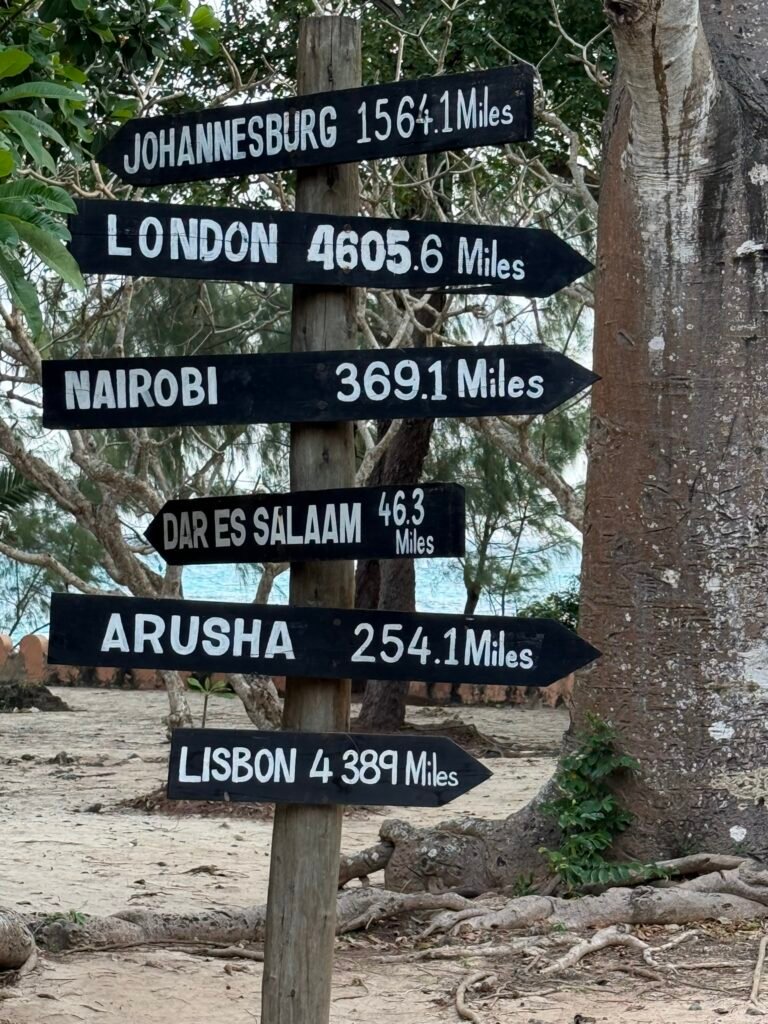 JOHANNESBURG 1564.1 Miles
LONDON 4605.6 Miles
NAIROBI 369.1 Miles
DAR ES SALAAM 46.3
Miles
ARUSHA 254.1 Miles
LISBON 4 389 Miles